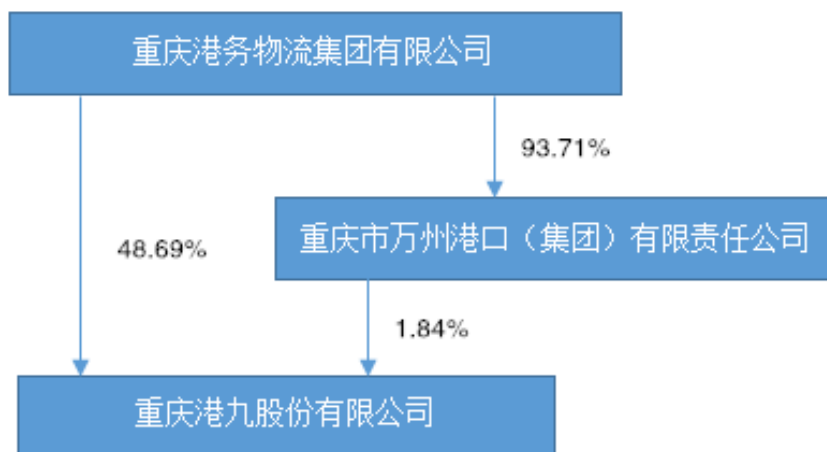 重庆港务物流集团有限公司
93.71%
重庆市万州港口（集团）有限责任公司
48.69%
1.84%
重庆港九股份有限公司